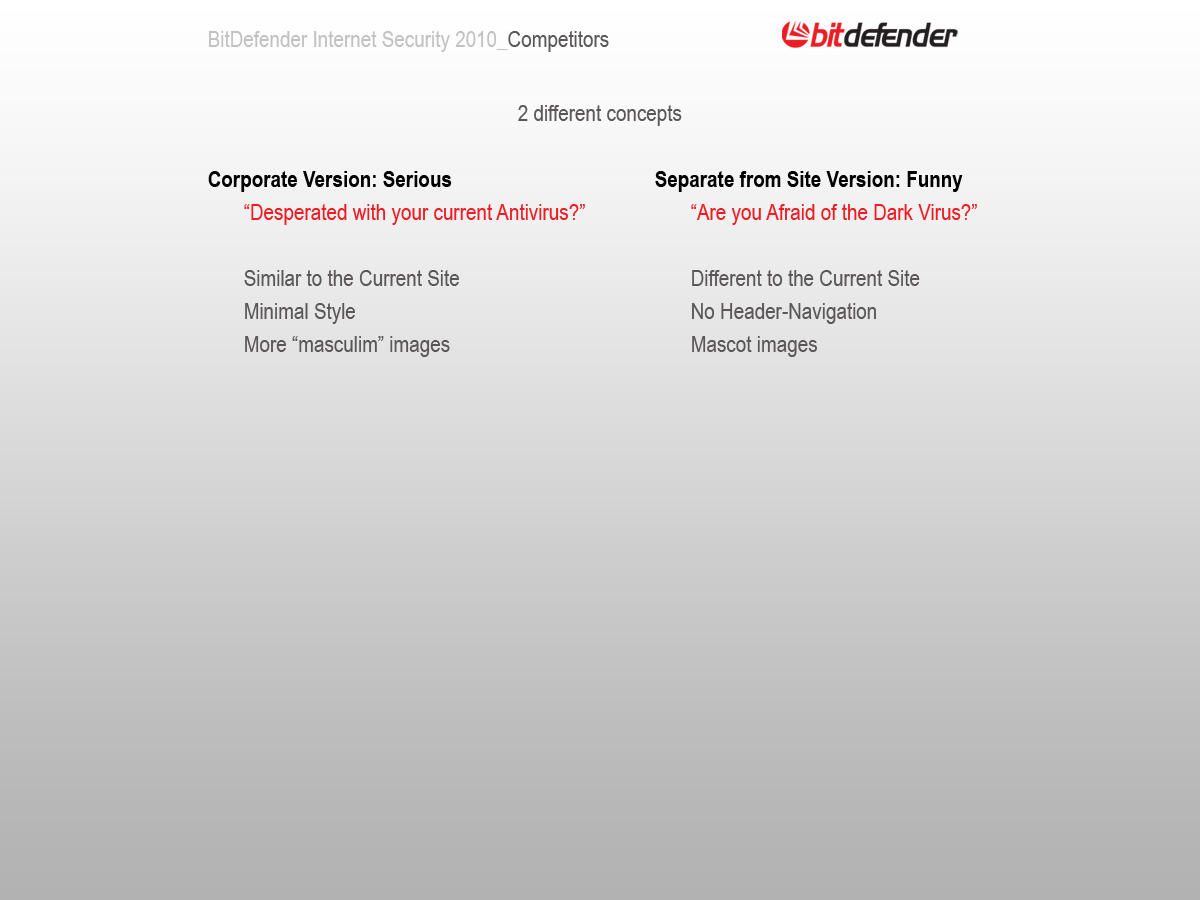 BitDefender Internet Security 2010_Competitors
bitdefender
2 different concepts
Corporate Version: Serious
“Desperated with your current Antivirus?”
Similar to the Current Site
Minimal Style
More “masculim” images
Separate from Site Version: Funny
“Are you Afraid of the Dark Virus?”
Different to the Current Site
No Header-Navigation
Mascot images